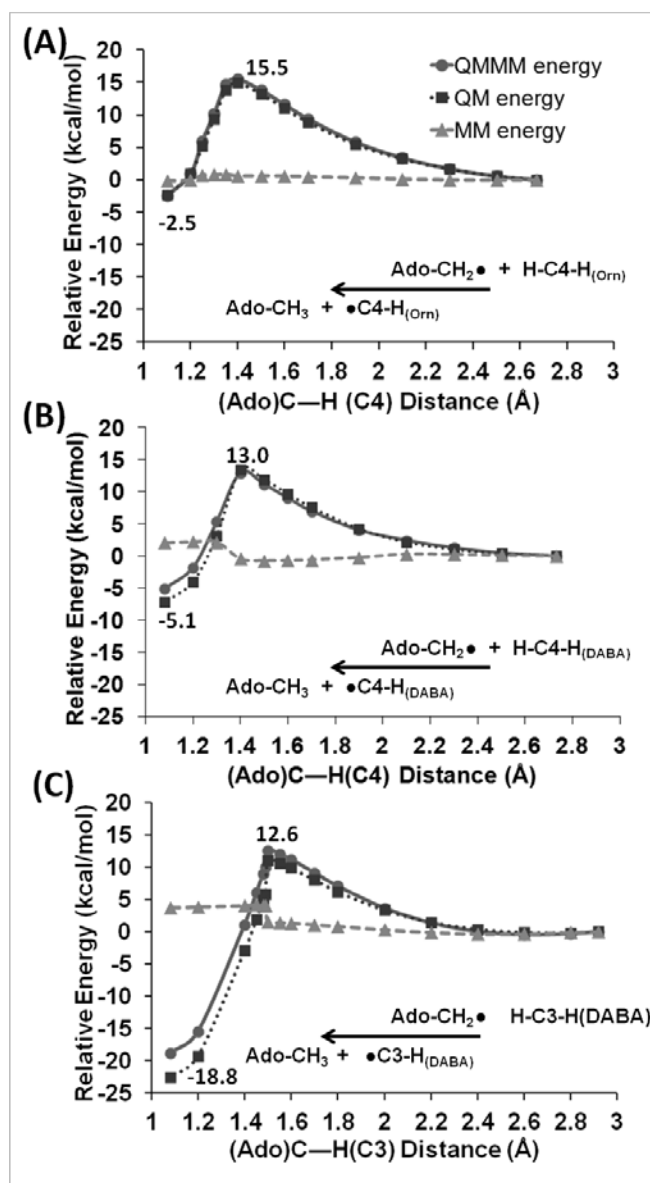 (A)
20
15
10
5
0
-5
-10
-15
-20
-25
Relative Energy (kcal/mol)
15.5
-2.5
QMMM energy
QM energy
MM energy
Ado-CH2● + H-C4-H(Orn)
Ado-CH3 + ●C4-H(Orn)
1 1.2 1.4 1.6 1.8 2 2.2 2.4 2.6 2.8 3
(Ado)C—H (C4) Distance (Å)
(B)
20
15
10
5
0
-5
-10
-15
-20
-25
Relative Energy (kcal/mol)
13.0
-5.1
Ado-CH2● + H-C4-H(DABA)
Ado-CH3 + ●C4-H(DABA)
1 1.2 1.4 1.6 1.8 2 2.2 2.4 2.6 2.8 3
(Ado)C—H(C4) Distance (Å)
(C)
20
15
10
5
0
-5
-10
-15
-20
-25
Relative Energy (kcal/mol)
12.6
-18.8
Ado-CH2● H-C3-H(DABA)
Ado-CH3 + ●C3-H(DABA)
1 1.2 1.4 1.6 1.8 2 2.2 2.4 2.6 2.8 3
(Ado)C—H(C3) Distance (Å)